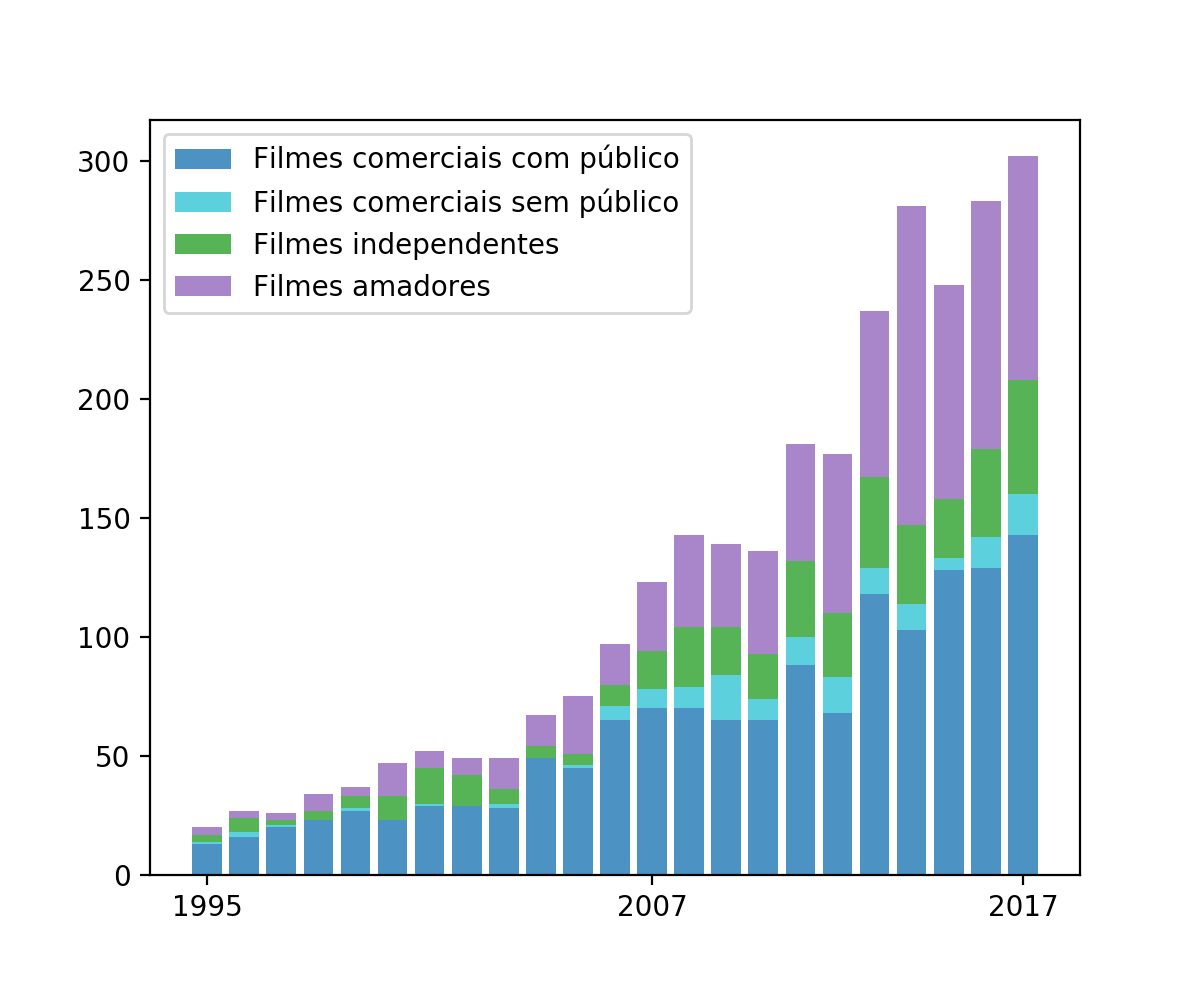 Filmes comerciais com público
Filmes comerciais sem público
Filmes independentes
Filmes amadores
300
250
200
150
100
50
0
1995 2007 2017